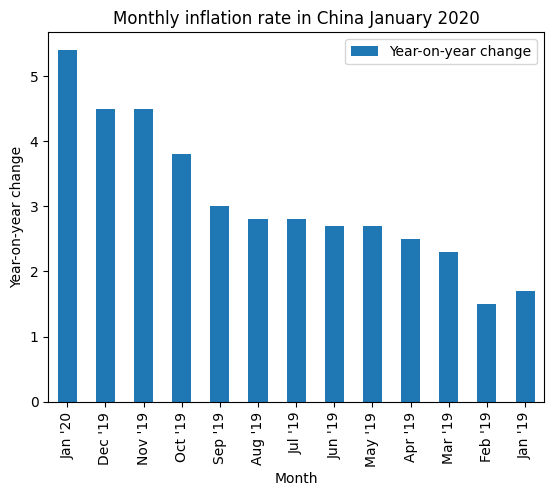 Monthly inflation rate in China January 2020
Year-on-year change
Year-on-year change
5
4
3
2
1
0
Jan '20
Dec '19
Nov '19
Oct '19
Sep '19
Aug '19
Jul '19
Jun '19
May '19
Apr '19
Mar '19
Feb '19
Jan '19
Month